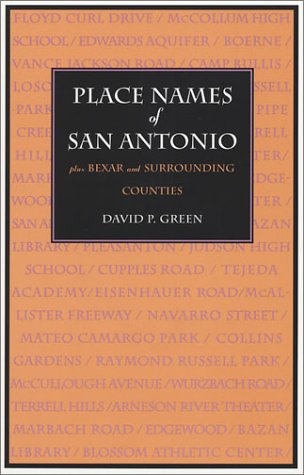 FLOYD CURL DRIVE / MCCOLLUM HIGH
SCHOOL / EDWARDS AQUIFER / BOERNE /
VANCE JACKSON ROAD / CAMP BULLIS /
PLACE NAMES
of
SAN ANTONIO
plus BEXAR and SURROUNDING
COUNTIES
DAVID P. GREEN
LIBRARY / PLEASANTON / JUDSON HIGH
SCHOOL / CUPPLES ROAD / TEJEDA
ACADEMY/EISENHAUER ROAD/MCAL-
LISTER FREEWAY / NAVARRO STREET /
MATEO CAMARGO PARK / COLLINS
GARDENS / RAYMOND RUSSELL PARK /
MCCULLOUGH AVENUE / WURZBACH ROAD/
TERRELL HILLS / ARNESON RIVER THEATER/
MARBACH ROAD / EDGEWOOD / BAZAN
LIBRARY / BLOSSOM ATHLETIC CENTER/